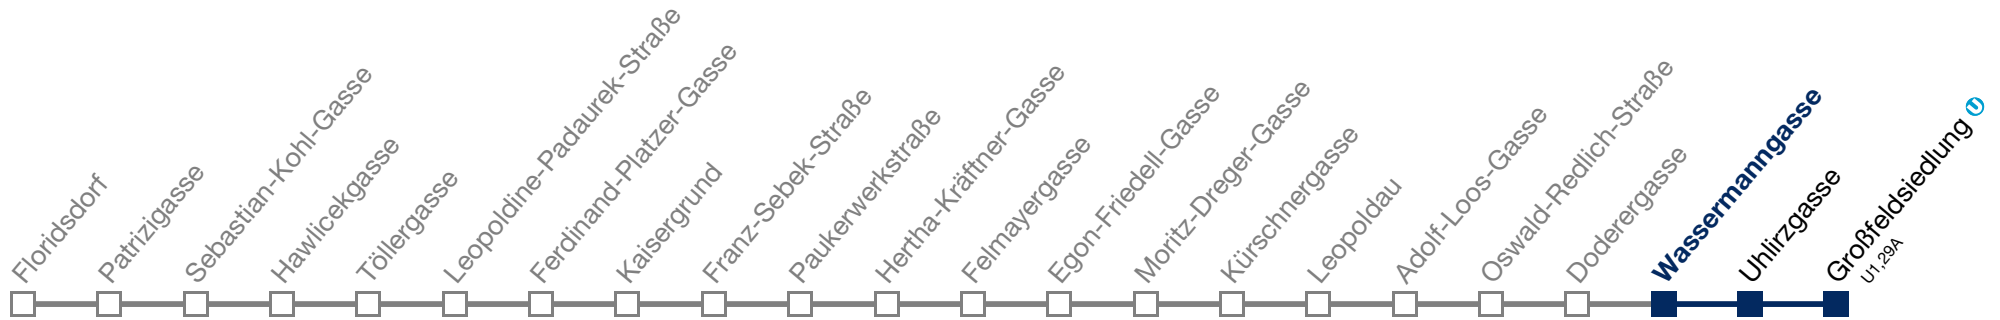 Floridsdorf
Patrizigasse
Sebastian-Kohl-Gasse
Hawlicekgasse
Töllergasse
Leopoldine-Padaurek-Straße
Ferdinand-Platzer-Gasse
Kaisergrund
Franz-Sebek-Straße
Paukerwerkstraße
Hertha-Kräftner-Gasse
Felmayergasse
Egon-Friedell-Gasse
Moritz-Dreger-Gasse
Kürschnergasse
Leopoldau
Adolf-Loos-Gasse
Oswald-Redlich-Straße
Doderergasse
Wassermanngasse
Uhlirzgasse
Großfeldsiedlung U
U1,29A